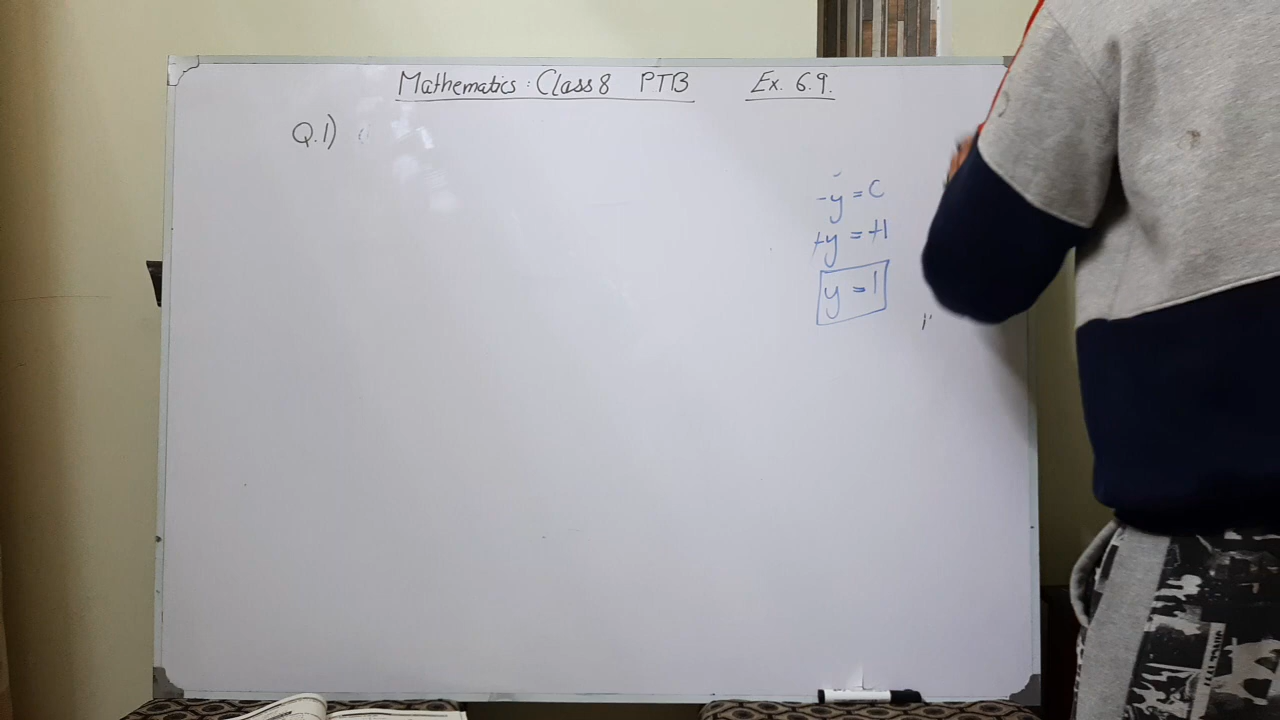 Mathematics: Class 8 PTB Ex. 6.9.
Q.1)
-y = C
+y = +1
y = 1